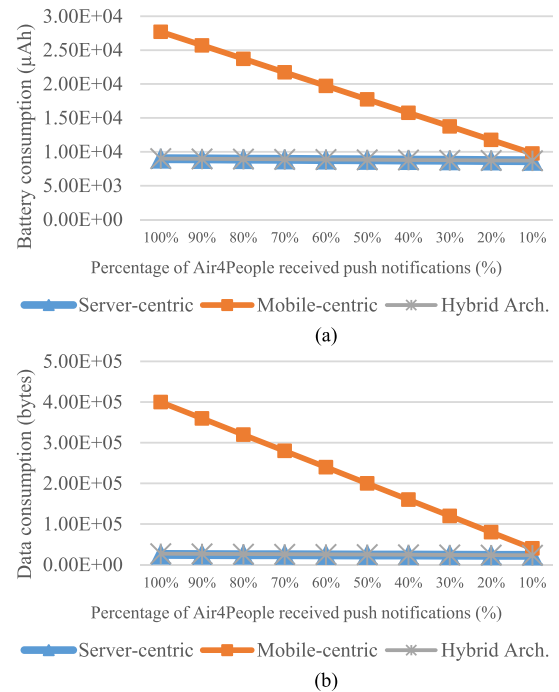 3.00E+04
2.50E+04
2.00E+04
1.50E+04
1.00E+04
5.00E+03
0.00E+00
Battery consumption (µAh)
100% 90% 80% 70% 60% 50% 40% 30% 20% 10%
Percentage of Air4People received push notifications (%)
Server-centric Mobile-centric Hybrid Arch.
(a)
5.00E+05
4.00E+05
3.00E+05
2.00E+05
1.00E+05
0.00E+00
Data consumption (bytes)
100% 90% 80% 70% 60% 50% 40% 30% 20% 10%
Percentage of Air4People received push notifications (%)
Server-centric Mobile-centric Hybrid Arch.
(b)